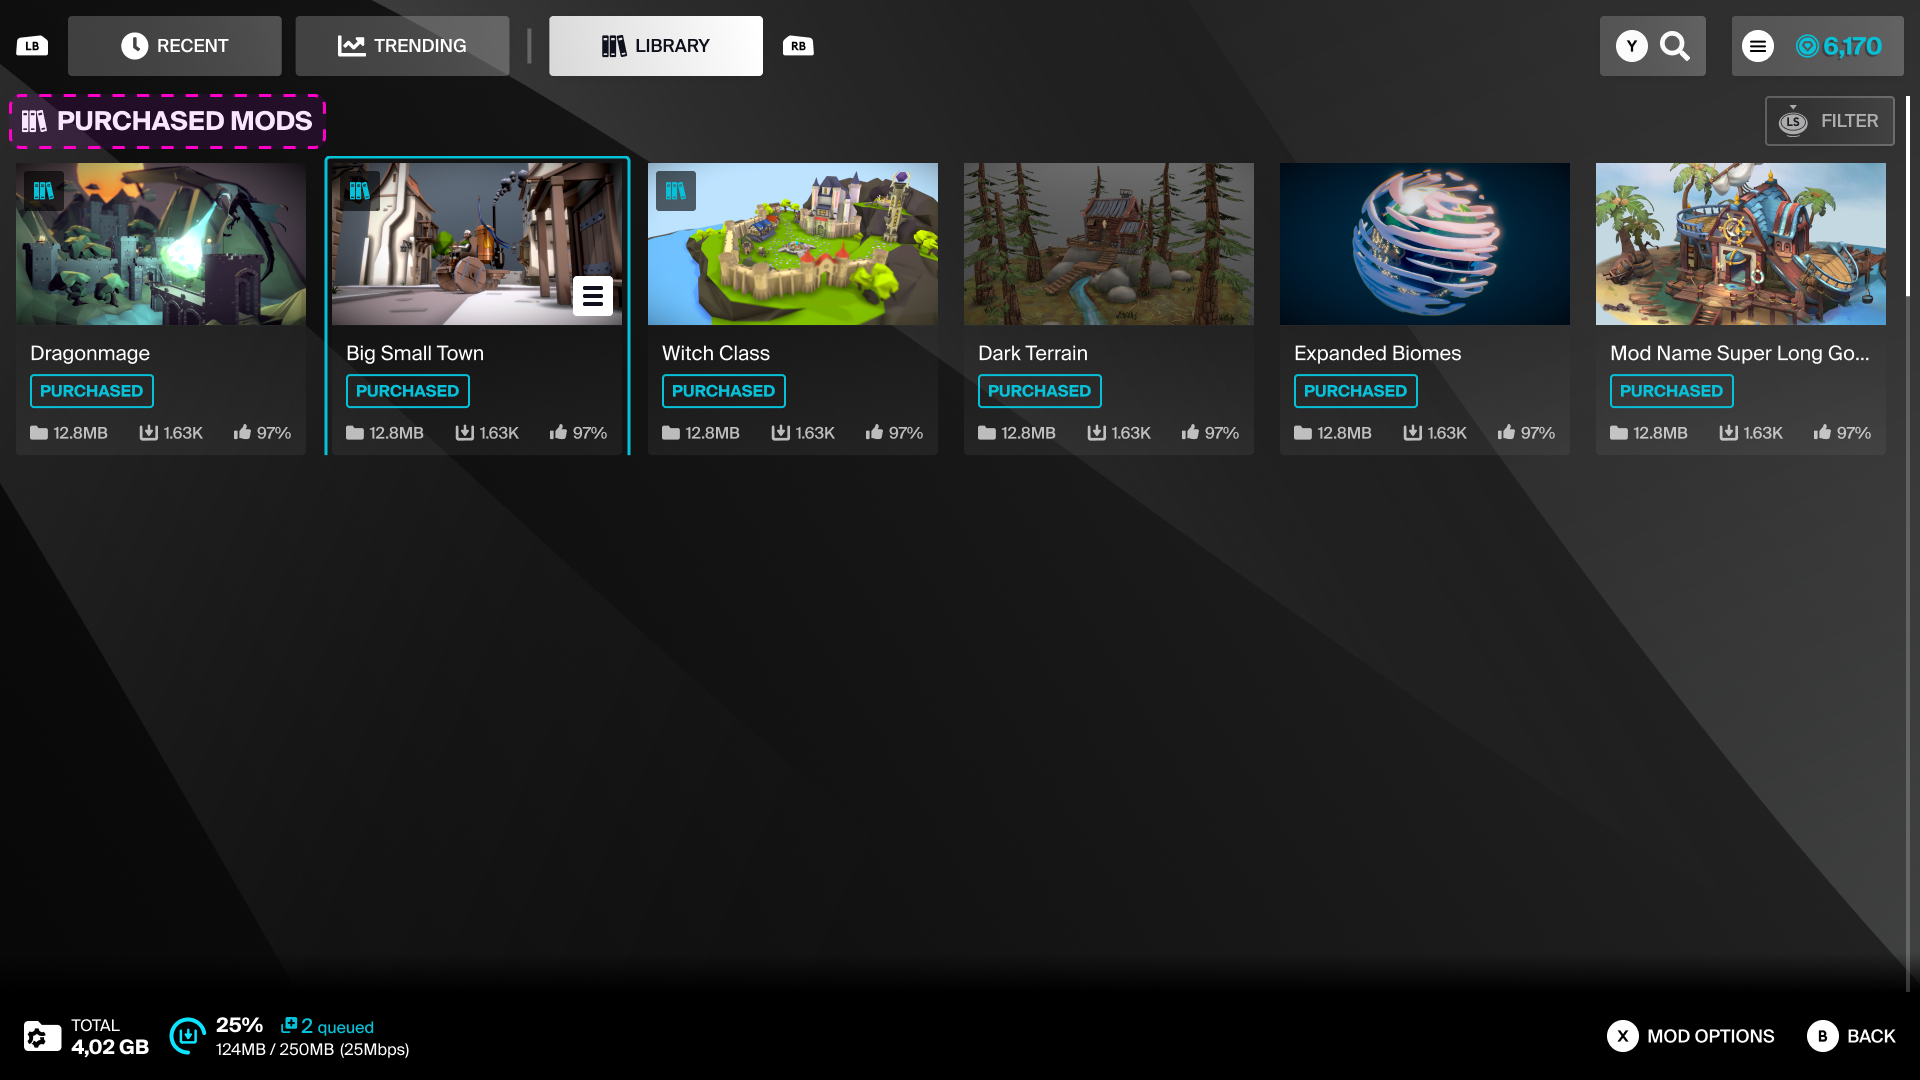 LB
RECENT
TRENDING
LIBRARY
RB
Y
6,170
PURCHASED MODS
LS
FILTER
Dragonmage
PURCHASED
12.8MB 1.63K 97%
Big Small Town
PURCHASED
12.8MB 1.63K 97%
Witch Class
PURCHASED
12.8MB 1.63K 97%
Dark Terrain
PURCHASED
12.8MB 1.63K 97%
Expanded Biomes
PURCHASED
12.8MB 1.63K 97%
Mod Name Super Long Go...
PURCHASED
12.8MB 1.63K 97%
TOTAL
4,02 GB
25% 2 queued
124MB / 250MB (25Mbps)
X MOD OPTIONS
B BACK